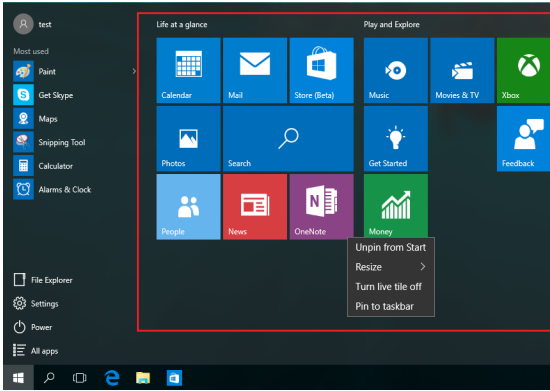 test
Most used
Paint
Get Skype
Maps
Snipping Tool
Calculator
Alarms & Clock
File Explorer
Settings
Power
All apps
Life at a glance
Calendar
Mail
Store (Beta)
Photos
Search
People
News
OneNote
Play and Explore
Music
Movies & TV
Xbox
Get Started
Feedback
Money
Unpin from Start
Resize
Turn live tile off
Pin to taskbar